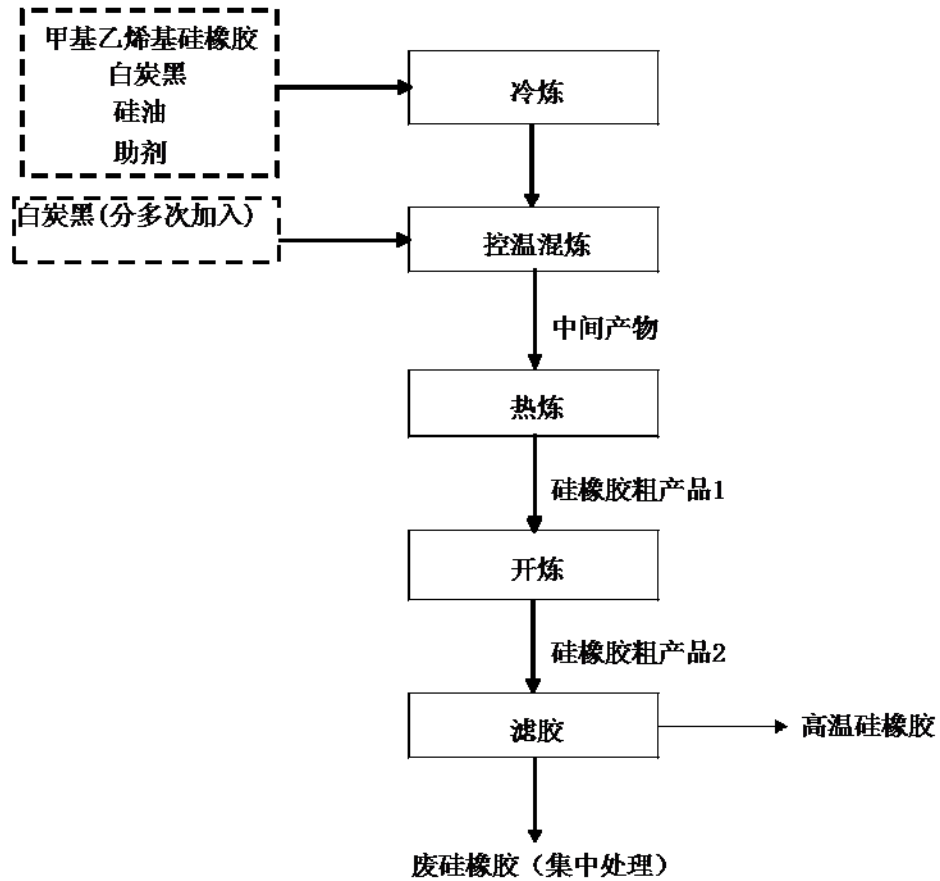 甲基乙烯基硅橡胶
白炭黑
硅油
助剂
冷炼
白炭黑(分多次加入)
控温混炼
中间产物
热炼
硅橡胶粗产品1
开炼
硅橡胶粗产品2
滤胶
高温硅橡胶
废硅橡胶（集中处理）